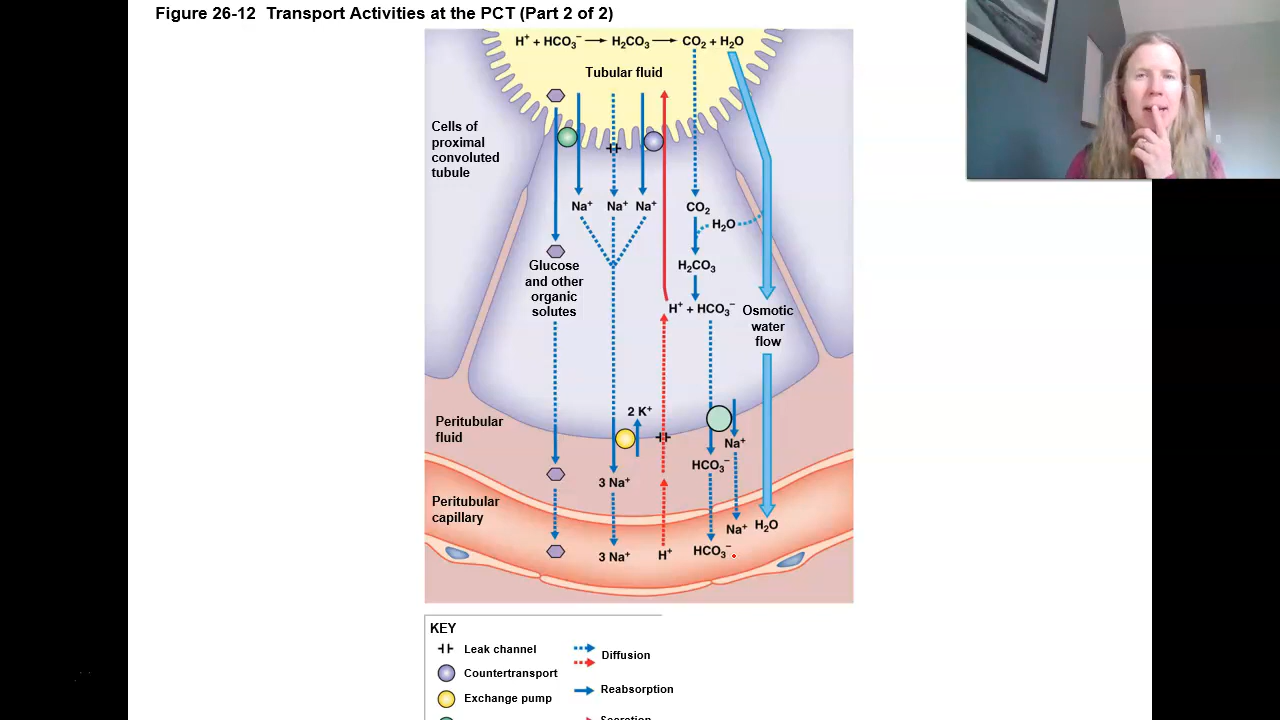 Figure 26-12 Transport Activities at the PCT (Part 2 of 2)
H⁺ + HCO₃⁻ → H₂CO₃ → CO₂ + H₂O
Tubular fluid
Cells of
proximal
convoluted
tubule
Na⁺ Na⁺ Na⁺
CO₂
H₂O
H₂CO₃
Glucose
and other
organic
solutes
H⁺ + HCO₃⁻
Osmotic
water
flow
2 K⁺
Peritubular
fluid
Na⁺
HCO₃⁻
3 Na⁺
Peritubular
capillary
Na⁺ H₂O
3 Na⁺ H⁺ HCO₃⁻
KEY
Leak channel
Countertransport
Exchange pump
Diffusion
Reabsorption
Secretion